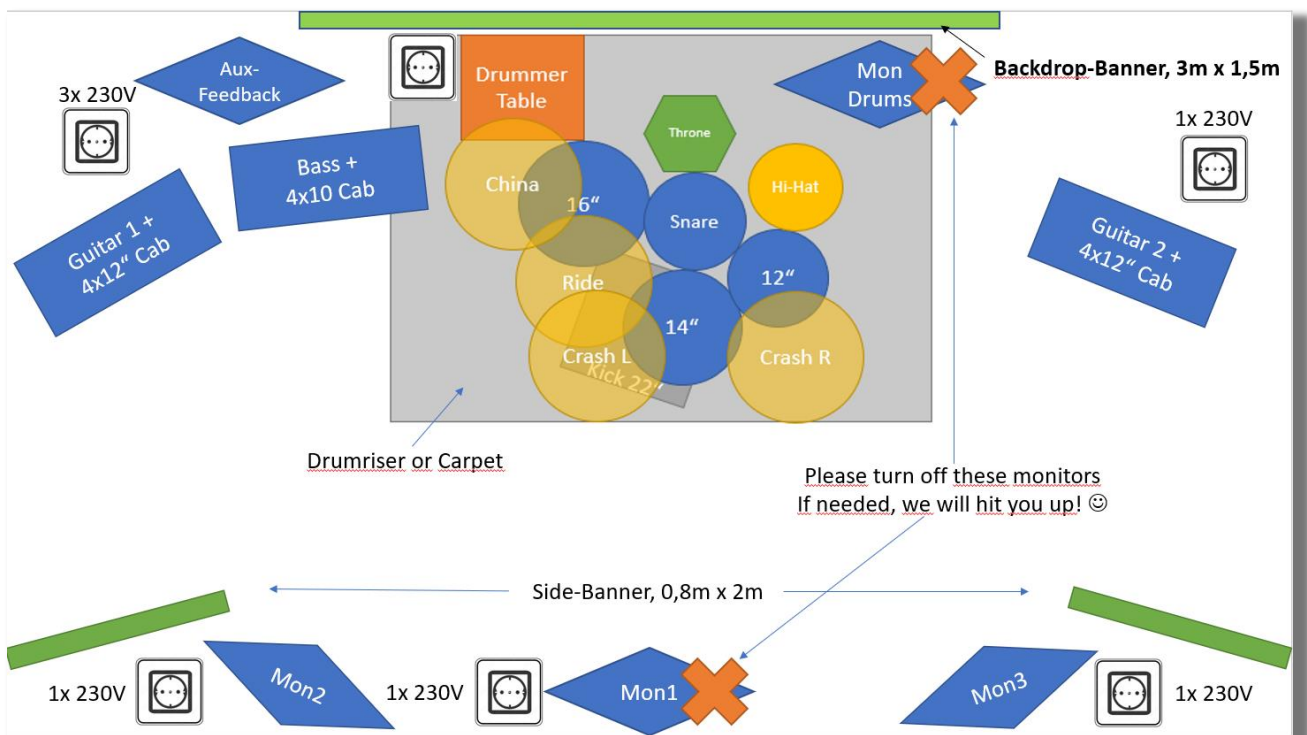 Aux-
Feedback
3x 230V
Drummer
Table
Mon
Drums
Backdrop-Banner, 3m x 1,5m
1x 230V
Throne
Bass +
4x10 Cab
China
16“
Hi-Hat
Snare
Guitar 1 +
4x12“ Cab
Guitar 2 +
4x12“ Cab
Ride
12“
14“
Crash L
Kick 22“
Crash R
Drumriser or Carpet
Please turn off these monitors
If needed, we will hit you up! ☺
Side-Banner, 0,8m x 2m
1x 230V
Mon2
1x 230V
Mon1
Mon3
1x 230V